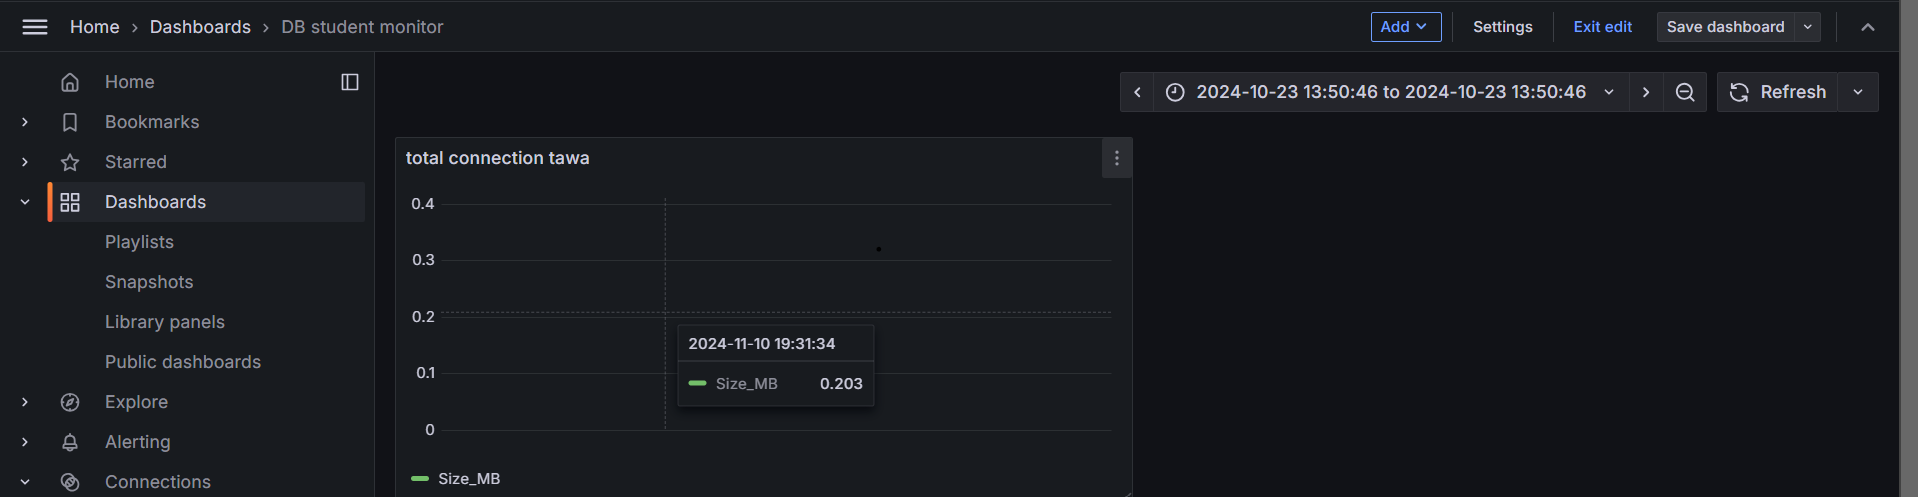 Home › Dashboards › DB student monitor
Add
Settings
Exit edit
Save dashboard
Home
Bookmarks
Starred
Dashboards
Playlists
Snapshots
Library panels
Public dashboards
Explore
Alerting
Connections
2024-10-23 13:50:46 to 2024-10-23 13:50:46
Refresh
total connection tawa
0.4
0.3
0.2
0.1
0
2024-11-10 19:31:34
Size_MB 0.203
Size_MB